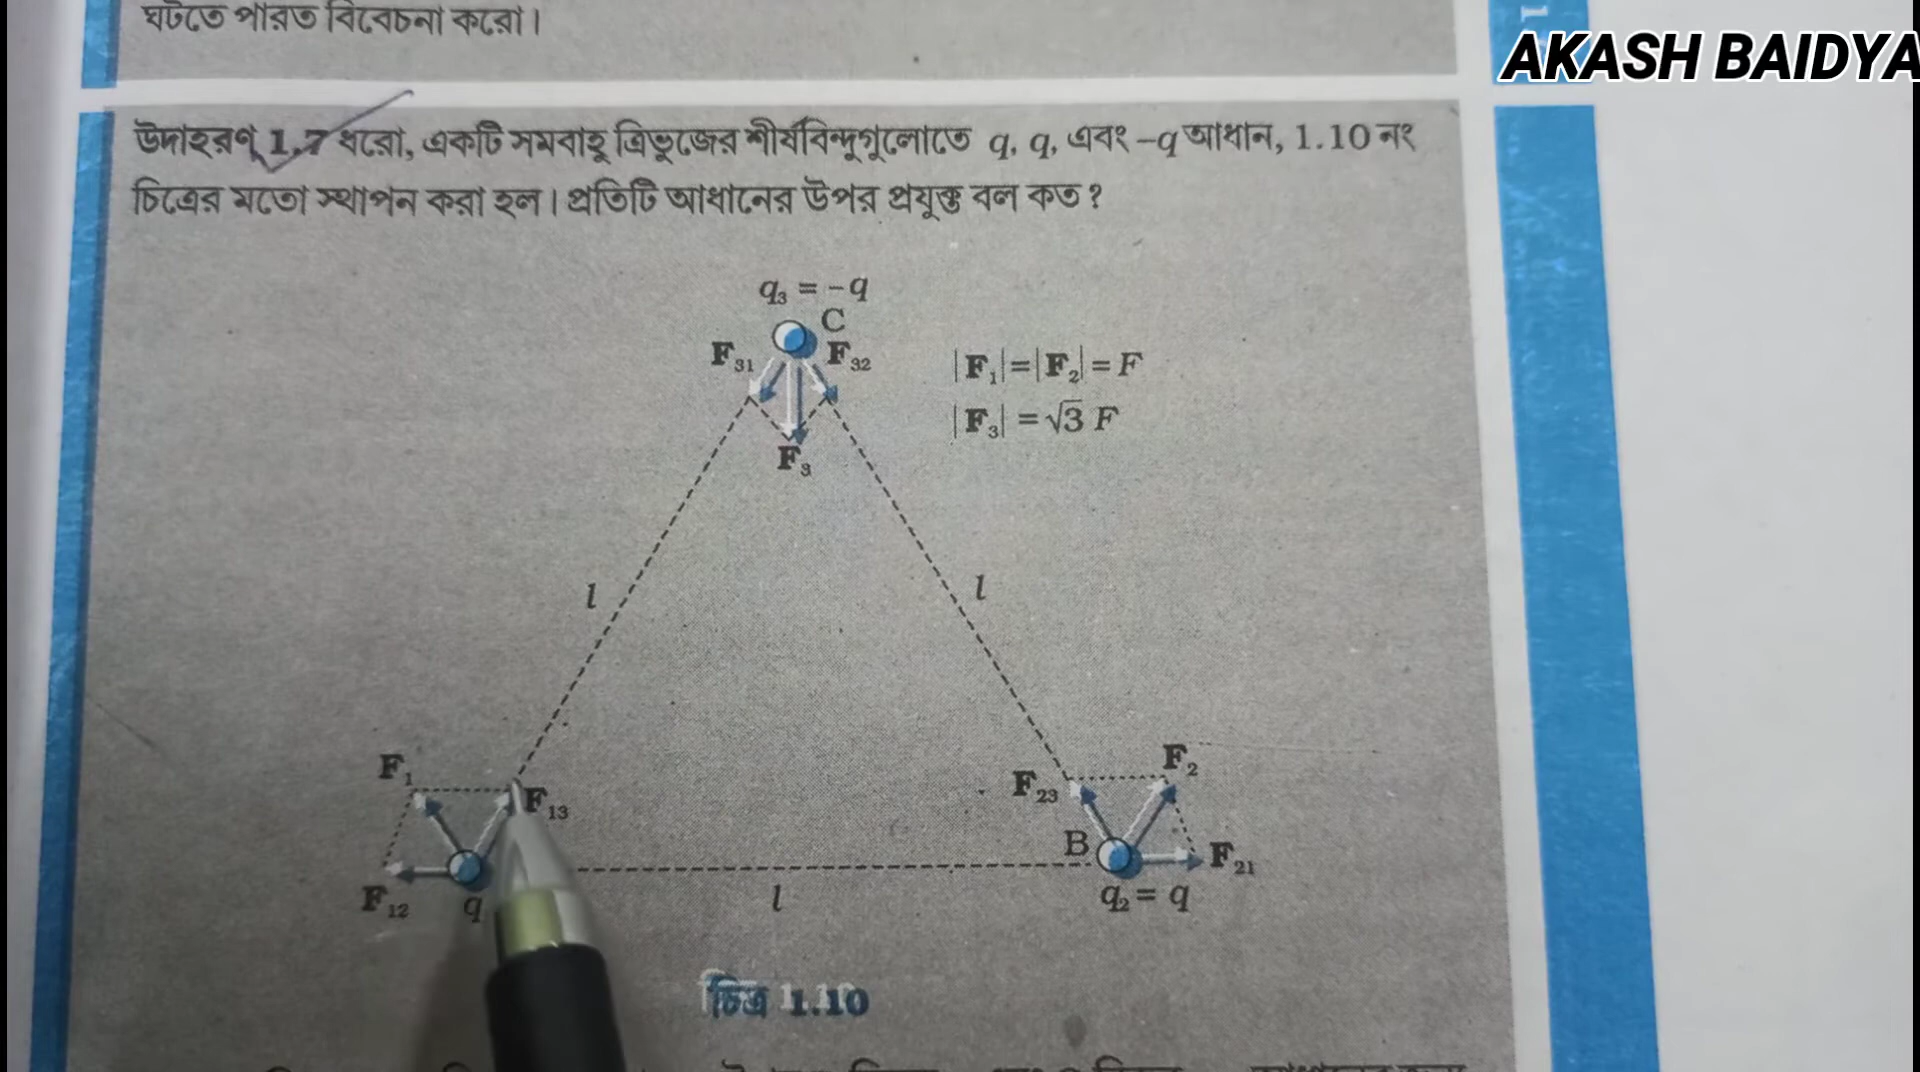 ঘটতে পারত বিবেচনা করো।
AKASH BAIDYA
উদাহরণ 1.7 ধরো, একটি সমবাহু ত্রিভুজের শীর্ষবিন্দুগুলোতে q, q, এবং -q আধান, 1.10 নং
চিত্রের মতো স্থাপন করা হল। প্রতিটি আধানের উপর প্রযুক্ত বল কত?
q₃ = -q
C
F₃₁ F₃₂
|F₁|=|F₂|= F
|F₃| = √3 F
F₃
l l
F₁ F₂
F₁₃ F₂₃
B
F₁₂ F₂₁
q l q₂= q
চিত্র 1.10